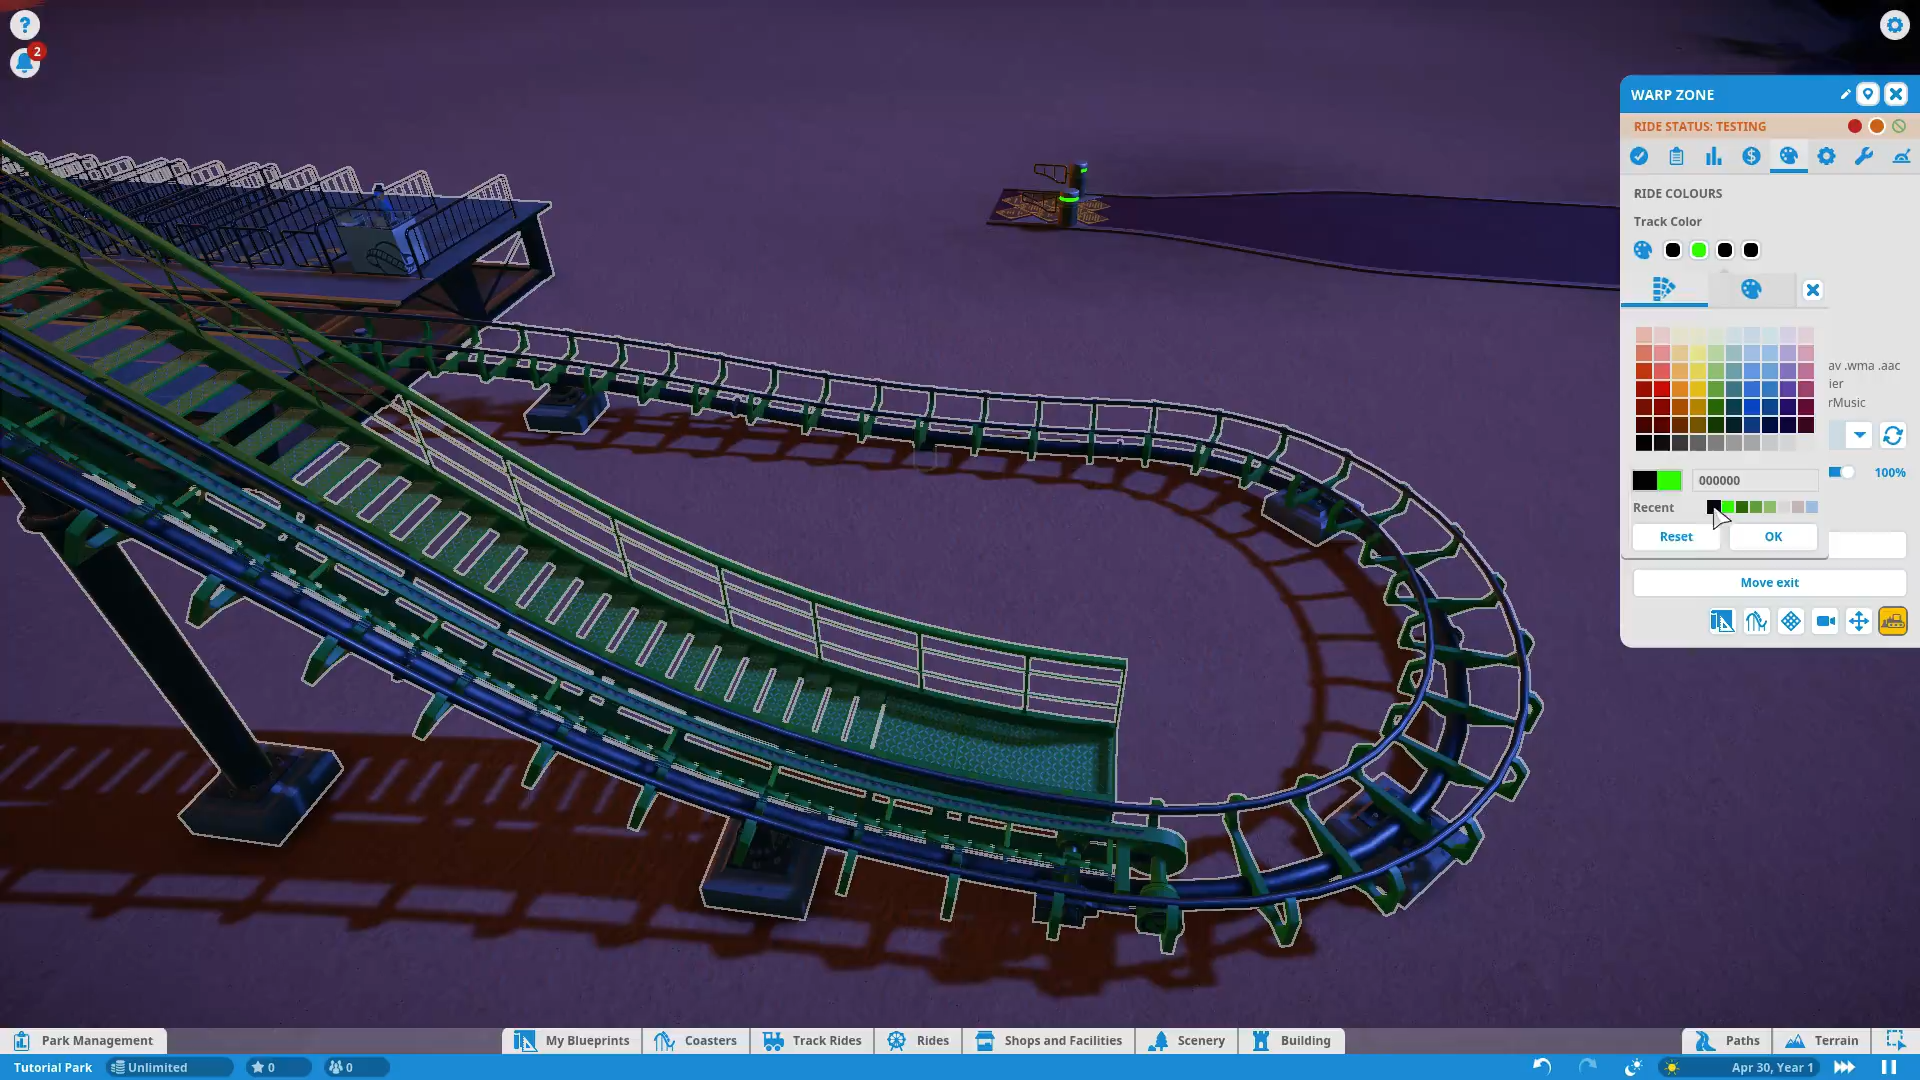 ?
2
WARP ZONE
RIDE STATUS: TESTING
RIDE COLOURS
Track Color
av .wma .aac
ier
rMusic
100%
000000
Recent
Reset
OK
Move exit
Park Management
My Blueprints
Coasters
Track Rides
Rides
Shops and Facilities
Scenery
Building
Paths
Terrain
Tutorial Park
Unlimited
0
0
Apr 30, Year 1